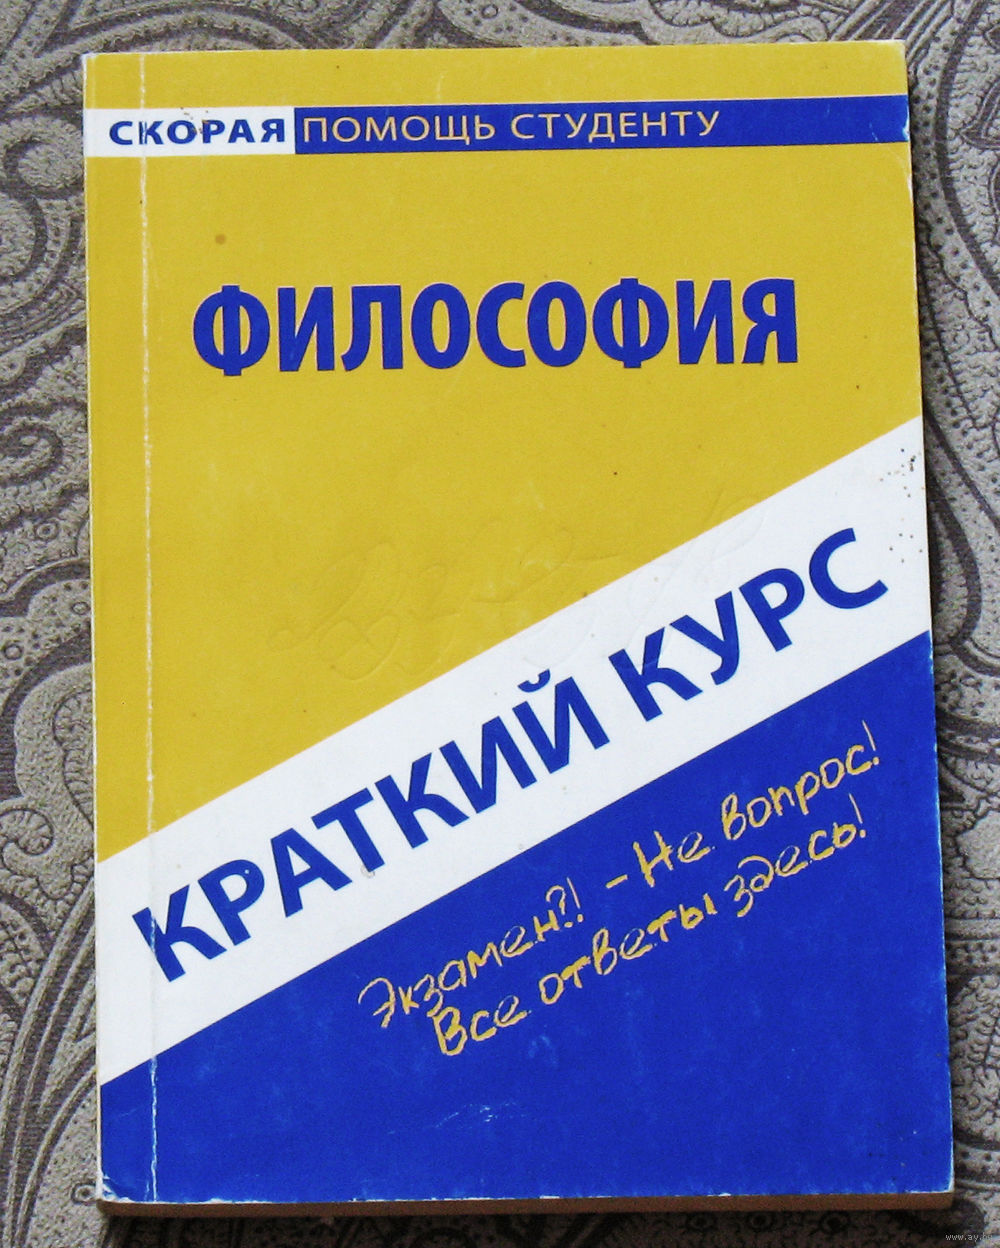 СКОРАЯ ПОМОЩЬ СТУДЕНТУ
ФИЛОСОФИЯ
КРАТКИЙ КУРС
Экзамен?! - Не вопрос!
Все ответы здесь!